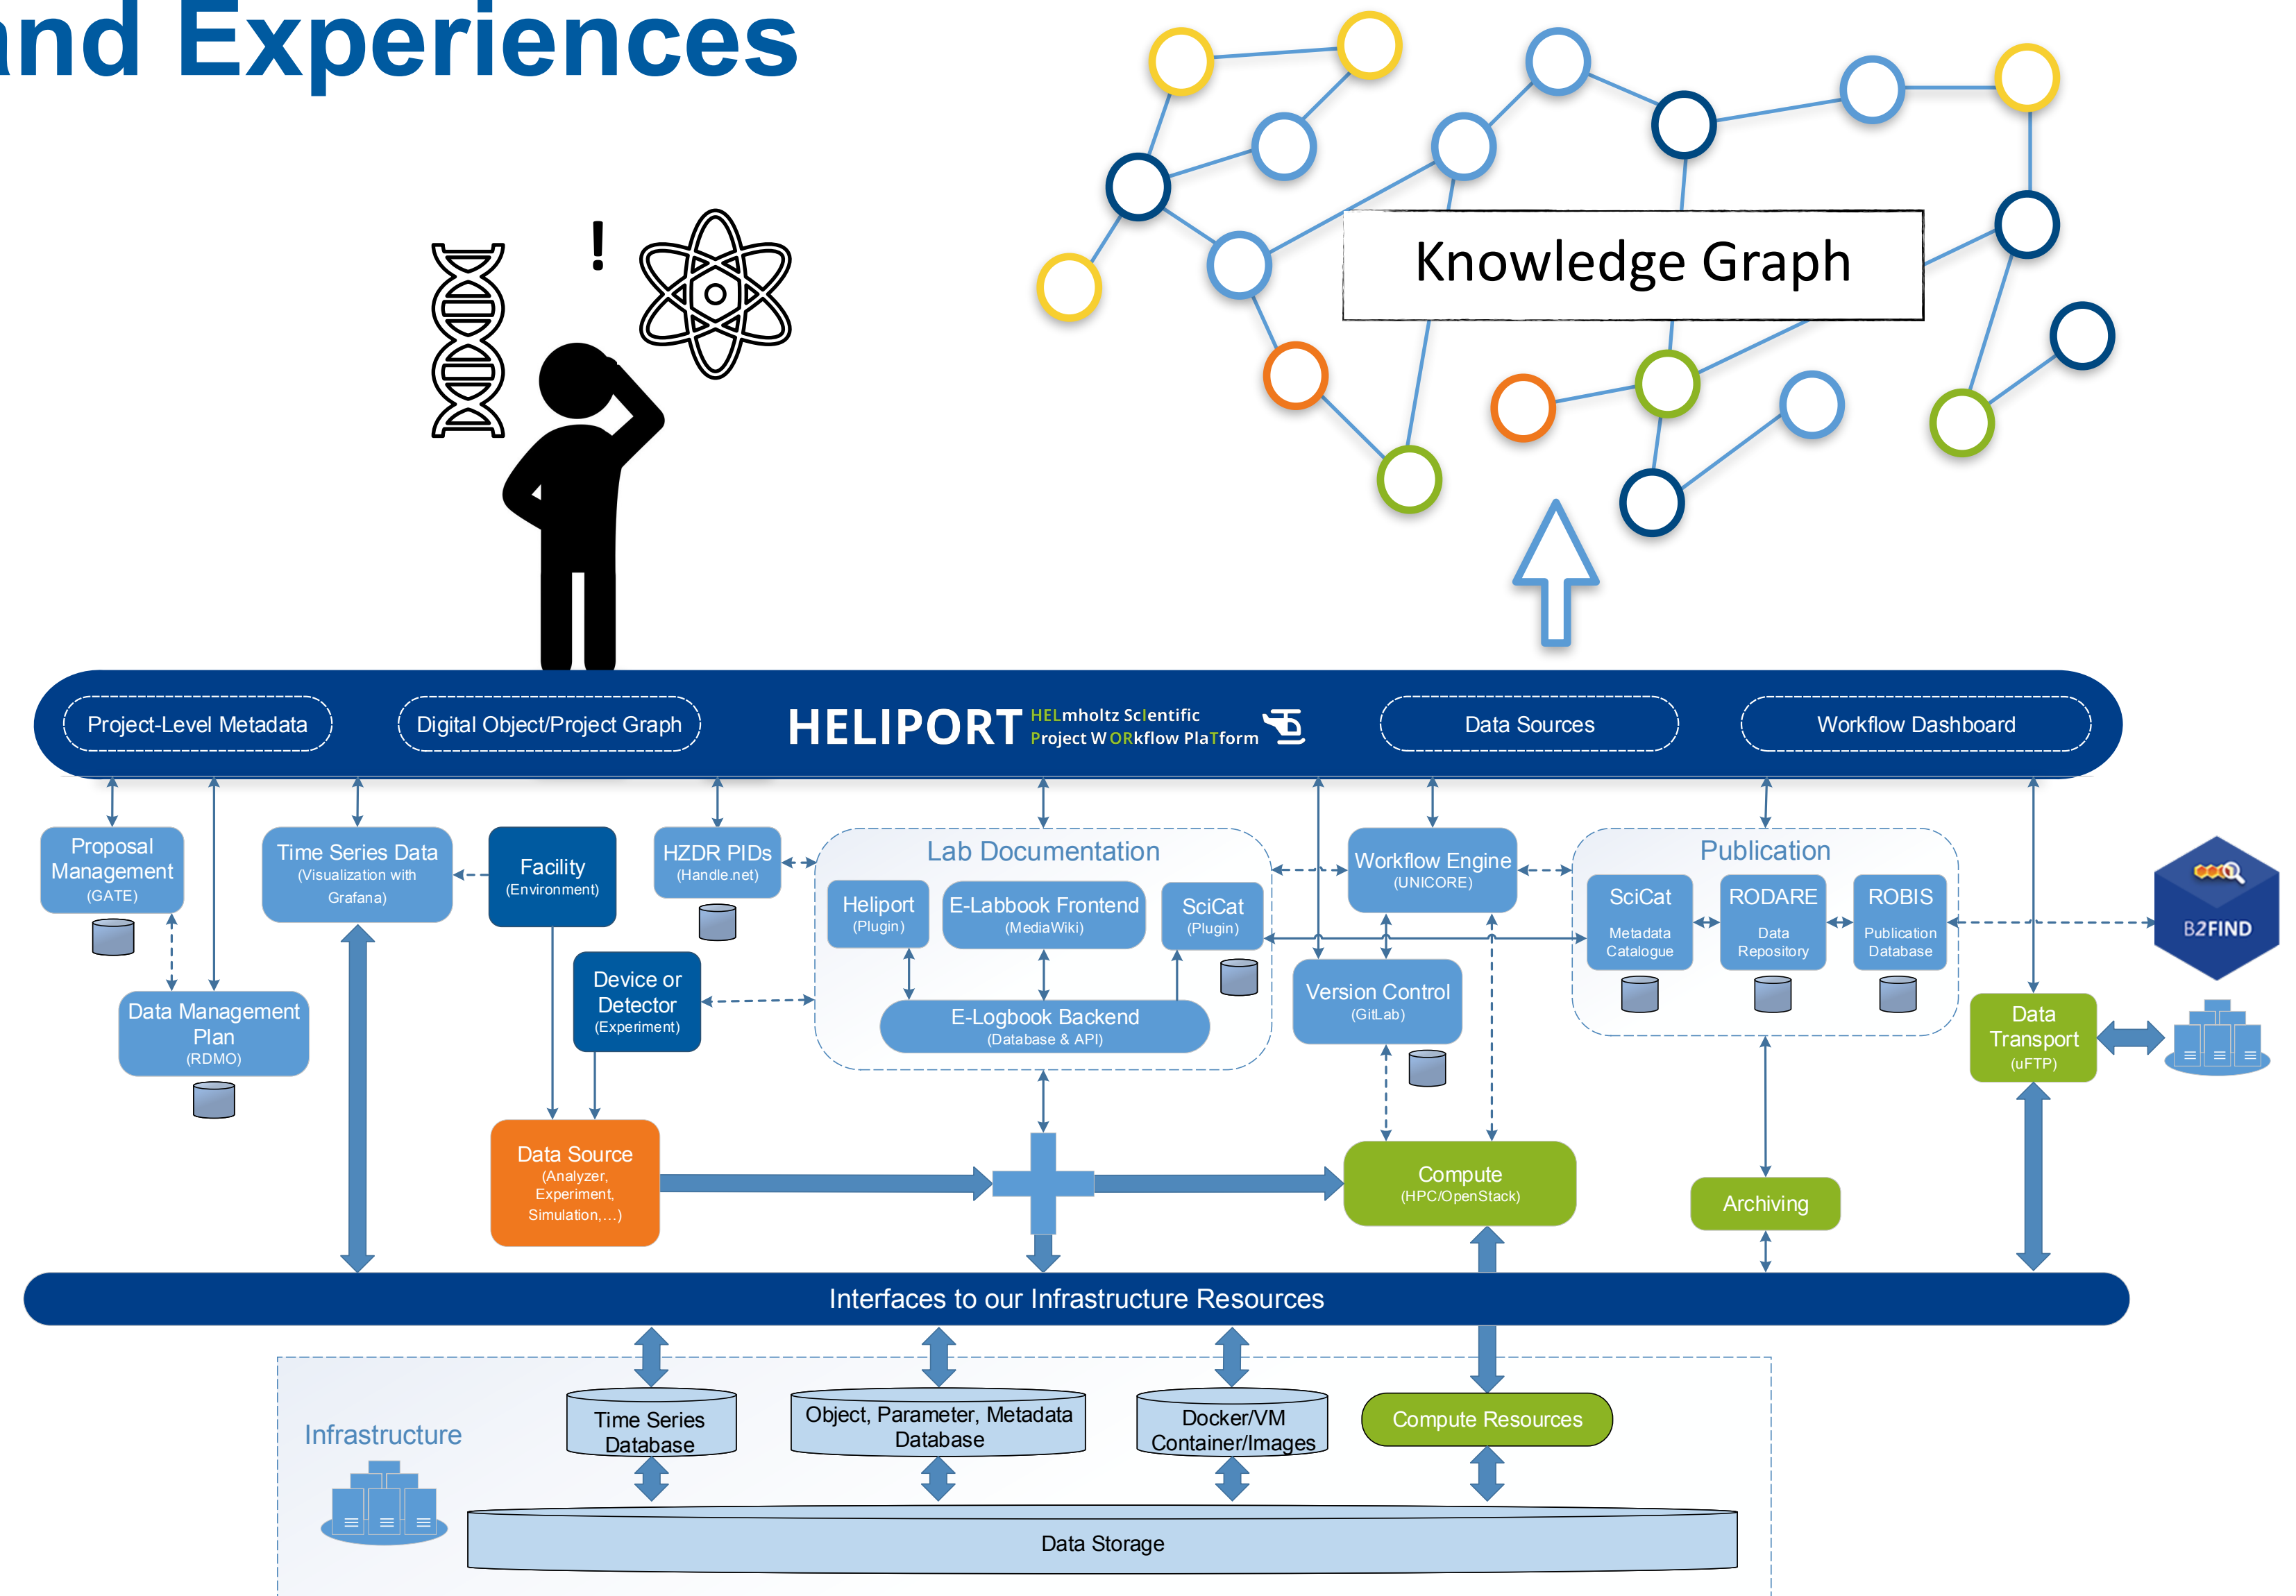 and Experiences
!
Knowledge Graph
Project-Level Metadata
Digital Object/Project Graph
HELIPORT
HELmholtz ScIentific
Project WORkflow PlaTform
Data Sources
Workflow Dashboard
Proposal
Management
(GATE)
Time Series Data
(Visualization with
Grafana)
Facility
(Environment)
HZDR PIDs
(Handle.net)
Lab Documentation
Heliport
(Plugin)
E-Labbook Frontend
(MediaWiki)
SciCat
(Plugin)
E-Logbook Backend
(Database & API)
Workflow Engine
(UNICORE)
Publication
SciCat
Metadata
Catalogue
RODARE
Data
Repository
ROBIS
Publication
Database
B2FIND
Device or
Detector
(Experiment)
Version Control
(GitLab)
Data Management
Plan
(RDMO)
Data
Transport
(uFTP)
Data Source
(Analyzer,
Experiment,
Simulation,...)
Compute
(HPC/OpenStack)
Archiving
Interfaces to our Infrastructure Resources
Infrastructure
Time Series
Database
Object, Parameter, Metadata
Database
Docker/VM
Container/Images
Compute Resources
Data Storage